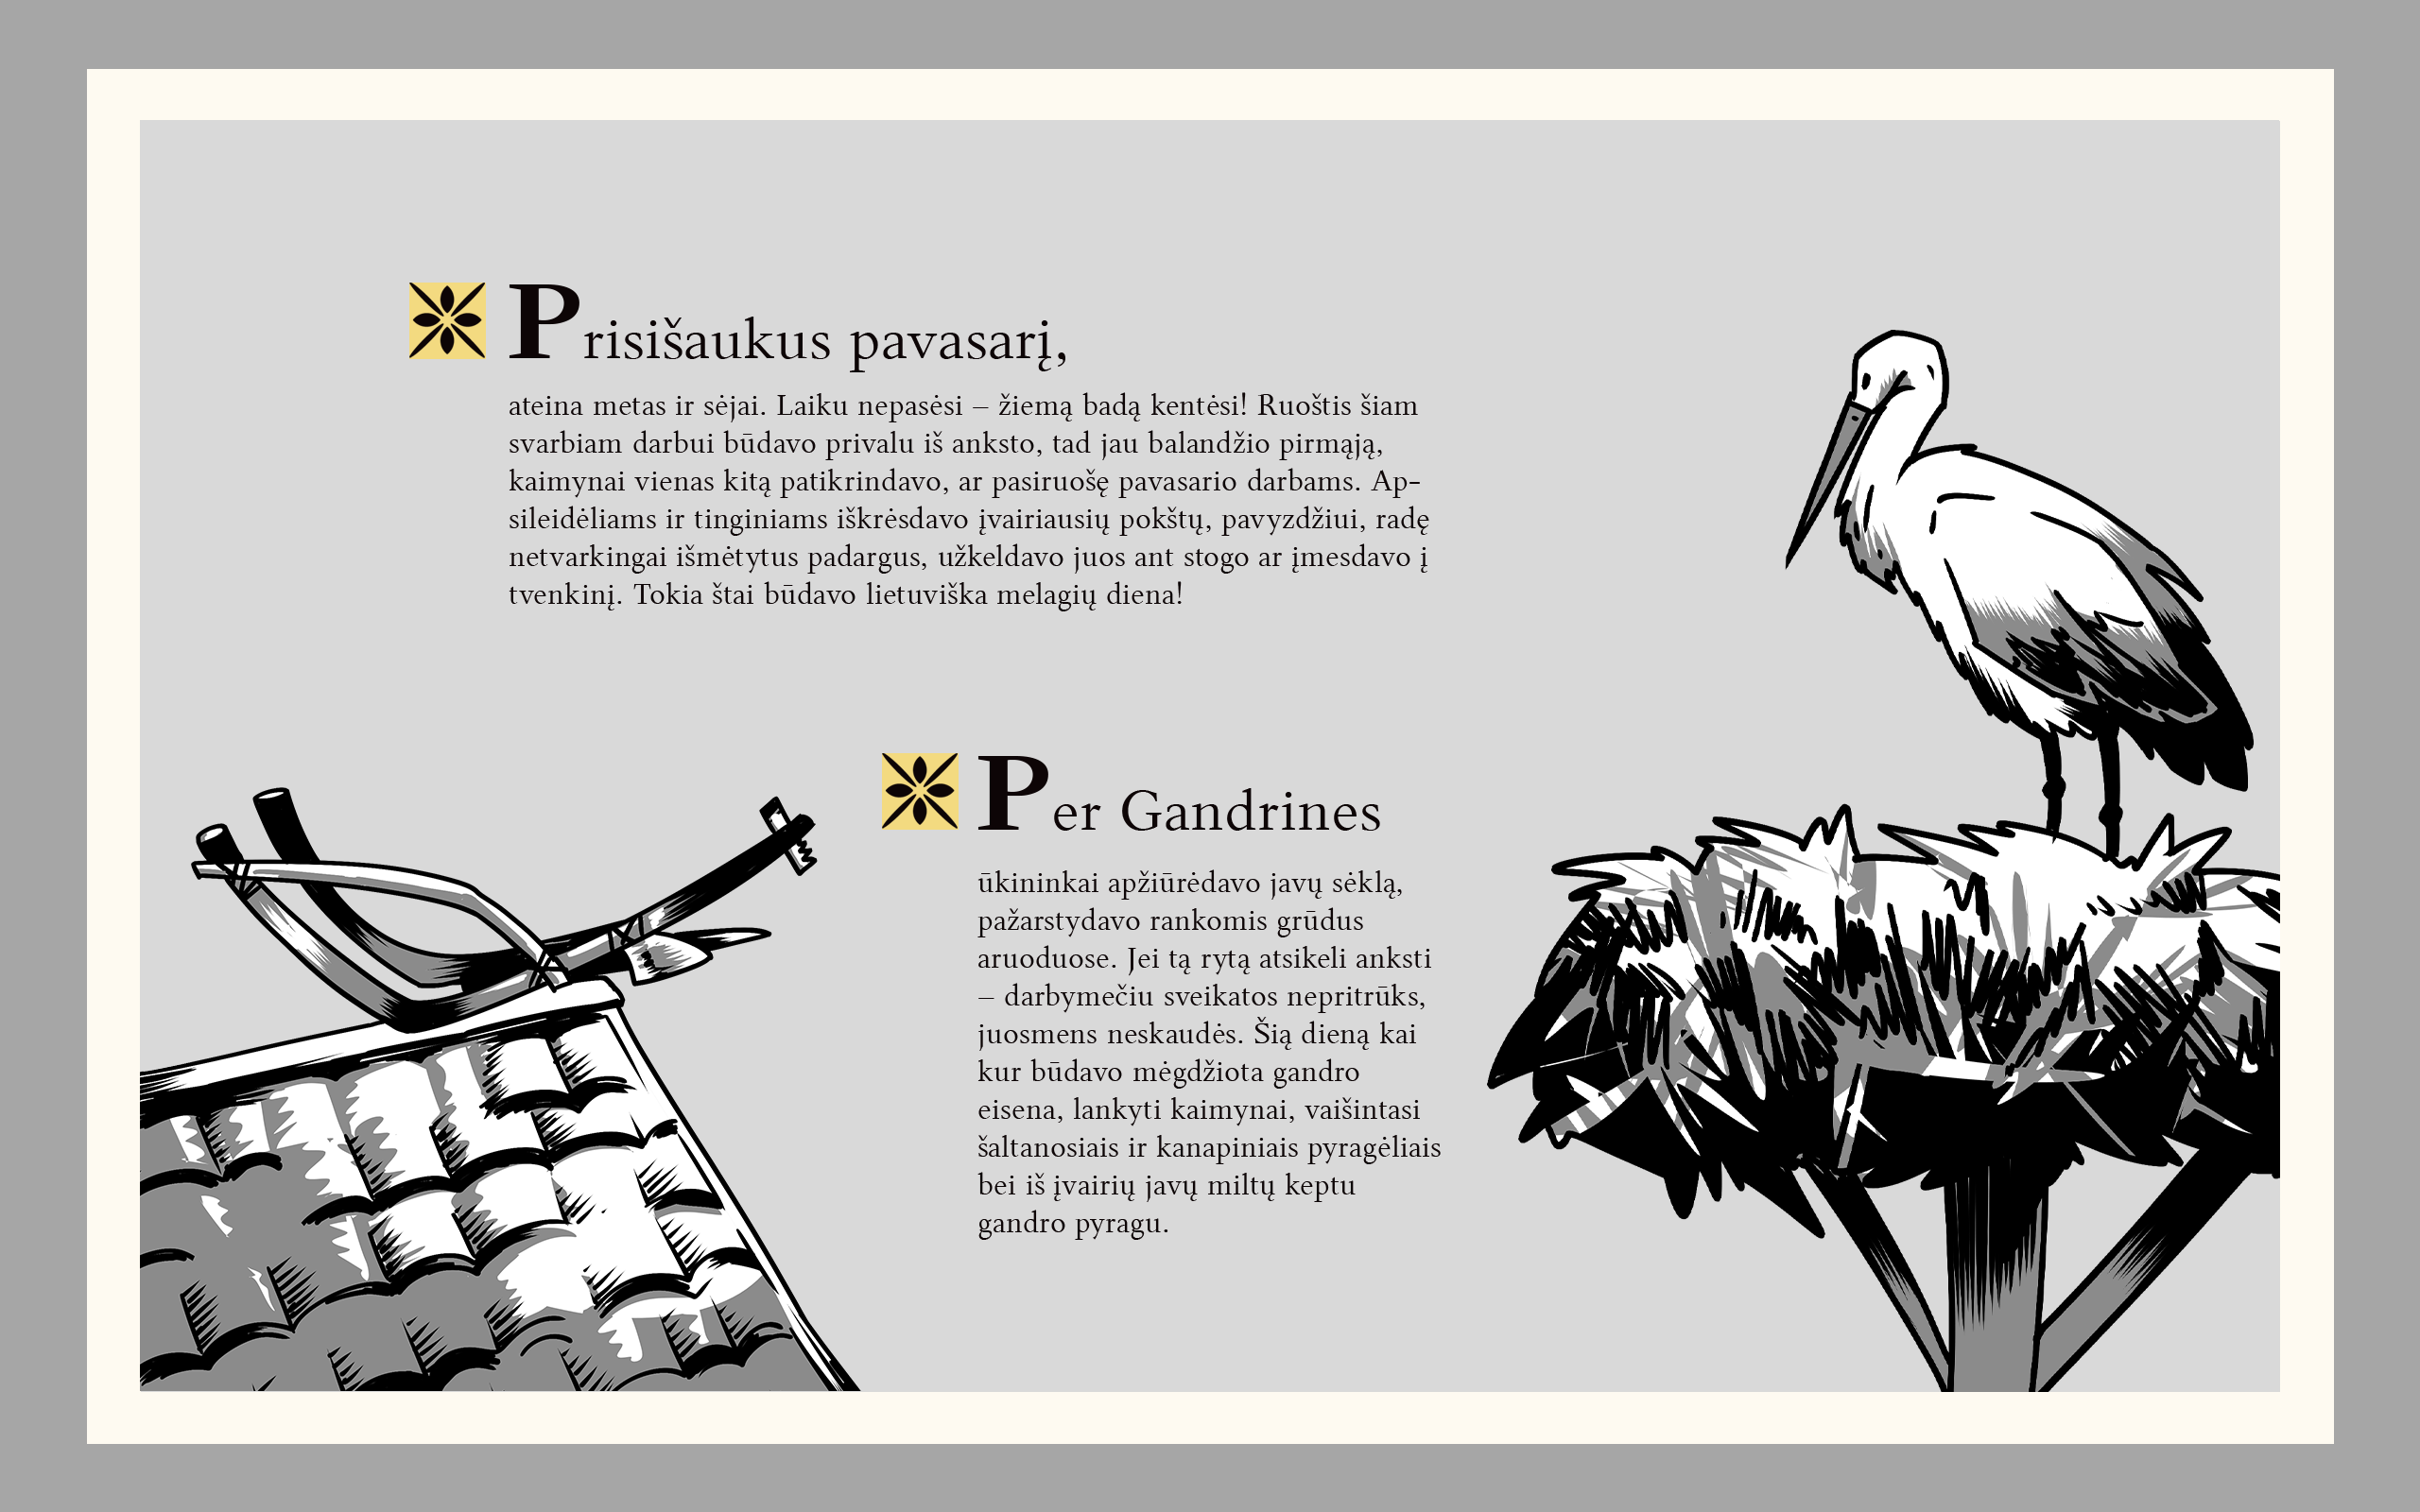 Prisišaukus pavasarį,
ateina metas ir sėjai. Laiku nepasėsi – žiemą badą kentėsi! Ruoštis šiam
svarbiam darbui būdavo privalu iš anksto, tad jau balandžio pirmąją,
kaimynai vienas kitą patikrindavo, ar pasiruošę pavasario darbams. Ap-
sileidėliams ir tinginiams iškrėsdavo įvairiausių pokštų, pavyzdžiui, radę
netvarkingai išmėtytus padargus, užkeldavo juos ant stogo ar įmesdavo į
tvenkinį. Tokia štai būdavo lietuviška melagių diena!
Per Gandrines
ūkininkai apžiūrėdavo javų sėklą,
pažarstydavo rankomis grūdus
aruoduose. Jei tą rytą atsikeli anksti
– darbymečiu sveikatos nepritrūks,
juosmens neskaudės. Šią dieną kai
kur būdavo mėgdžiota gandro
eisena, lankyti kaimynai, vaišintasi
šaltanosiais ir kanapiniais pyragėliais
bei iš įvairių javų miltų keptu
gandro pyragu.